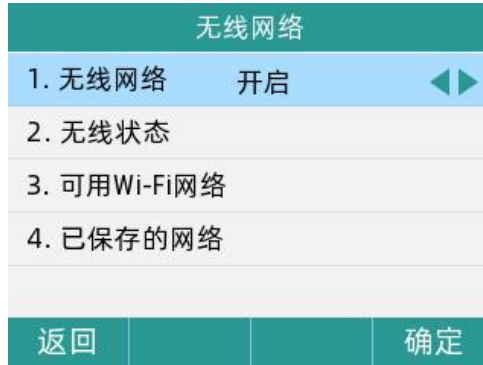 无线网络
1. 无线网络 开启
2. 无线状态
3. 可用Wi-Fi网络
4. 已保存的网络
返回 确定